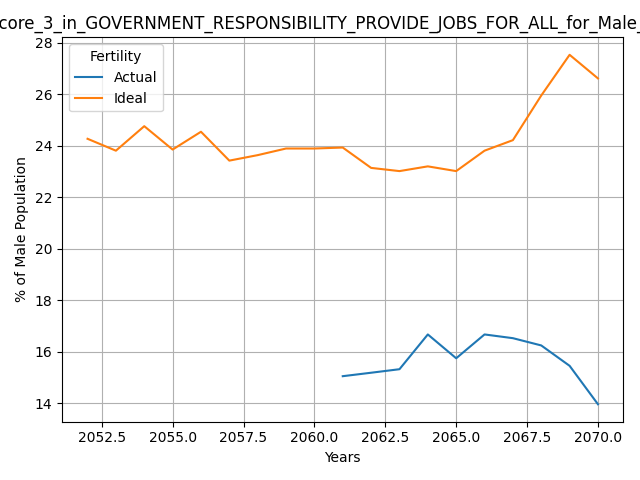 core_3_in_GOVERNMENT_RESPONSIBILITY_PROVIDE_JOBS_FOR_ALL_for_Male_
Fertility
Actual
Ideal
% of Male Population
28
26
24
22
20
18
16
14
2052.5 2055.0 2057.5 2060.0 2062.5 2065.0 2067.5 2070.0
Years